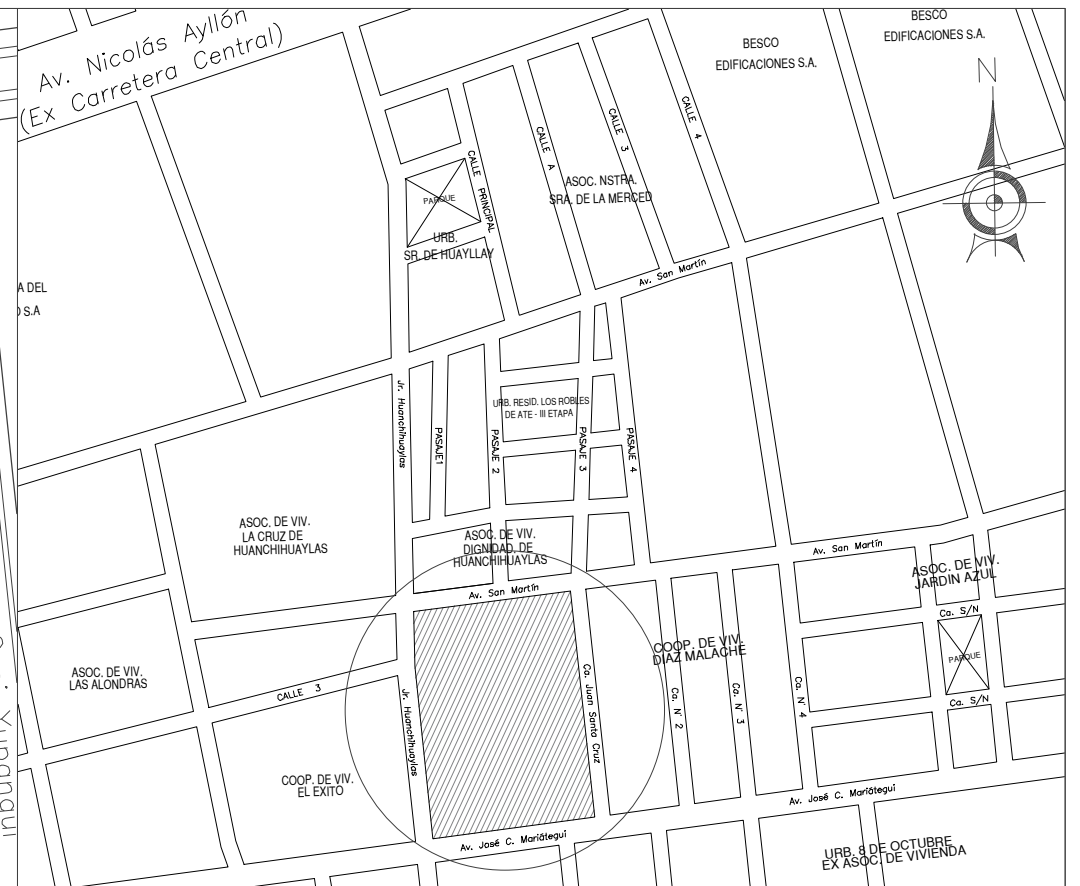 Av. Nicolás Ayllón
(Ex Carretera Central)
BESCO
EDIFICACIONES S.A.
BESCO
EDIFICACIONES S.A.
N
CALLE 4
CALLE 3
CALLE A
CALLE PRINCIPAL
ASOC. NSTRA.
SRA. DE LA MERCED
PARQUE
URB.
SR. DE HUAYLLAY
Av. San Martín
A DEL
S.A
Jr. Huanchihuaylas
PASAJE1
PASAJE 2
PASAJE 3
PASAJE 4
URB. RESID. LOS ROBLES
DE ATE - III ETAPA
ASOC. DE VIV.
LA CRUZ DE
HUANCHIHUAYLAS
ASOC. DE VIV.
DIGNIDAD. DE
HUANCHIHUAYLAS
Av. San Martín
Av. San Martín
ASOC. DE VIV.
JARDIN AZUL
Ca. S/N
PARQUE
Ca. S/N
ASOC. DE VIV.
LAS ALONDRAS
CALLE 3
Jr. Huanchihuaylas
Ca. Juan Santa Cruz
COOP. DE VIV.
DIAZ MALACHE
Ca. N° 2
Ca. N° 3
Ca. N° 4
COOP. DE VIV.
EL EXITO
Av. José C. Mariátegui
Av. José C. Mariátegui
URB. 8 DE OCTUBRE
EX ASOC. DE VIVIENDA
Yupanqui